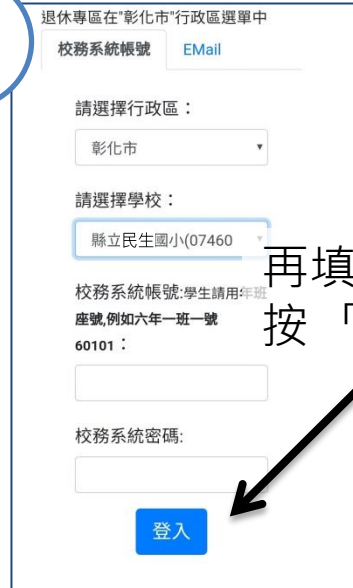 退休專區在"彰化市"行政區選單中
校務系統帳號 EMail
請選擇行政區：
彰化市
請選擇學校：
縣立民生國小(07460
再填
校務系統帳號:學生請用年班
座號,例如六年一班一號
按「
60101：
校務系統密碼:
登入